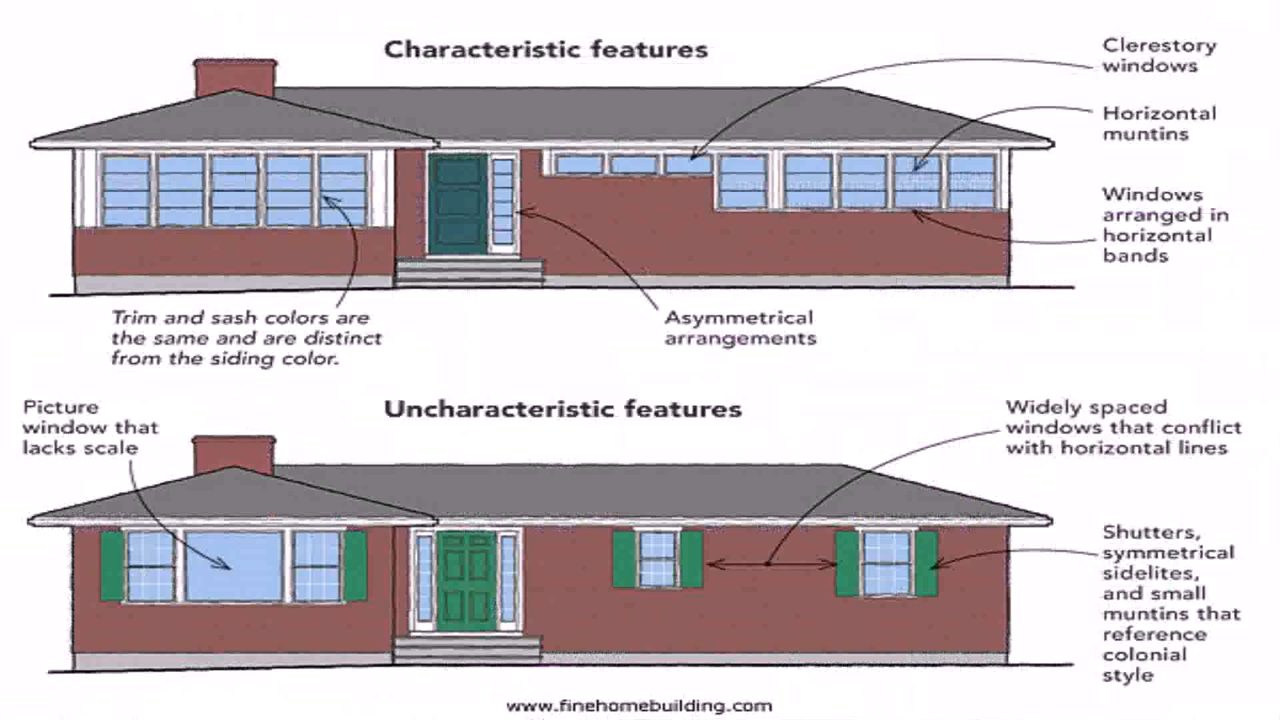 Characteristic features
Clerestory
windows
Horizontal
muntins
Windows
arranged in
horizontal
bands
Trim and sash colors are
the same and are distinct
from the siding color.
Asymmetrical
arrangements
Uncharacteristic features
Picture
window that
lacks scale
Widely spaced
windows that conflict
with horizontal lines
Shutters,
symmetrical
sidelites,
and small
muntins that
reference
colonial
style
www.finehomebuilding.com